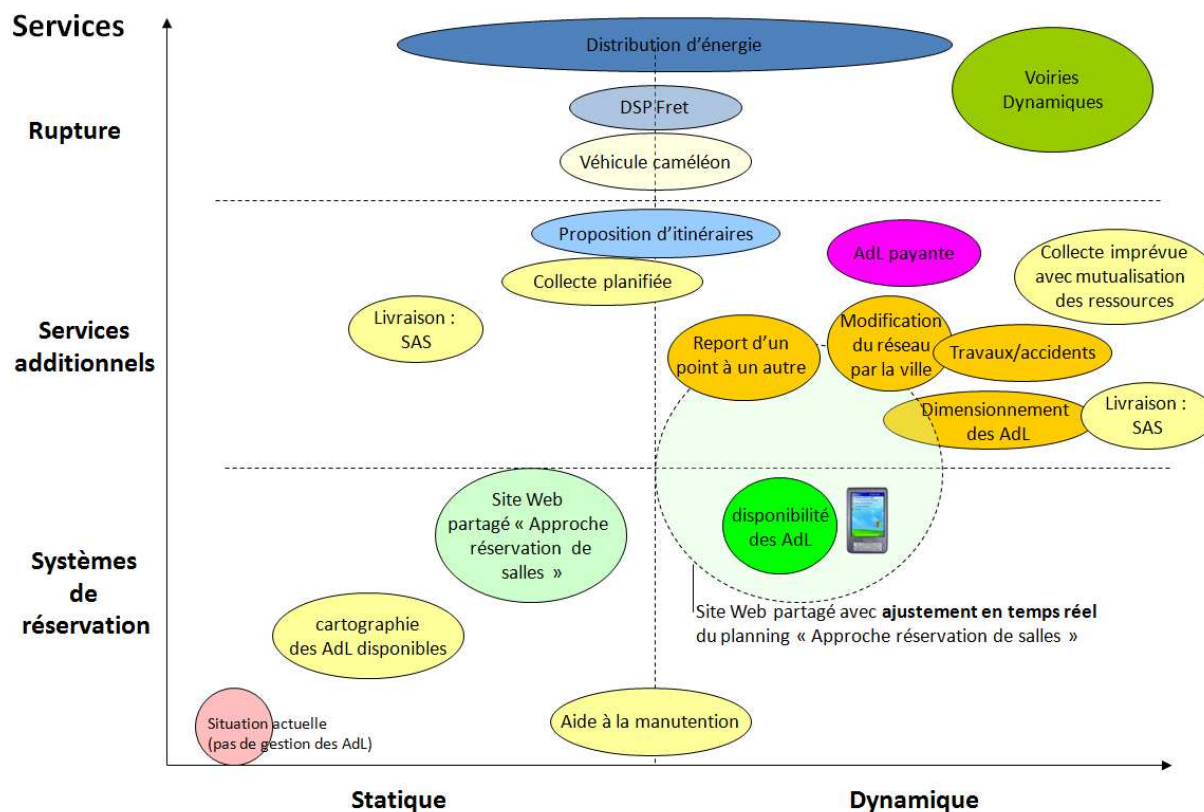 Services
Distribution d'énergie
Voiries
Dynamiques
DSP Fret
Rupture
Véhicule caméléon
Proposition d'itinéraires
AdL payante
Collecte imprévue
avec mutualisation
des ressources
Collecte planifiée
Livraison :
SAS
Services
additionnels
Report d'un
point à un autre
Modification
du réseau
par la ville
Travaux/accidents
Dimensionnement
des AdL
Livraison :
SAS
Site Web
partagé « Approche
réservation de
salles »
disponibilité
des AdL
Systèmes
de
réservation
Site Web partagé avec ajustement en temps réel
du planning « Approche réservation de salles »
cartographie
des AdL disponibles
Situation actuelle
(pas de gestion des AdL)
Aide à la manutention
Statique
Dynamique